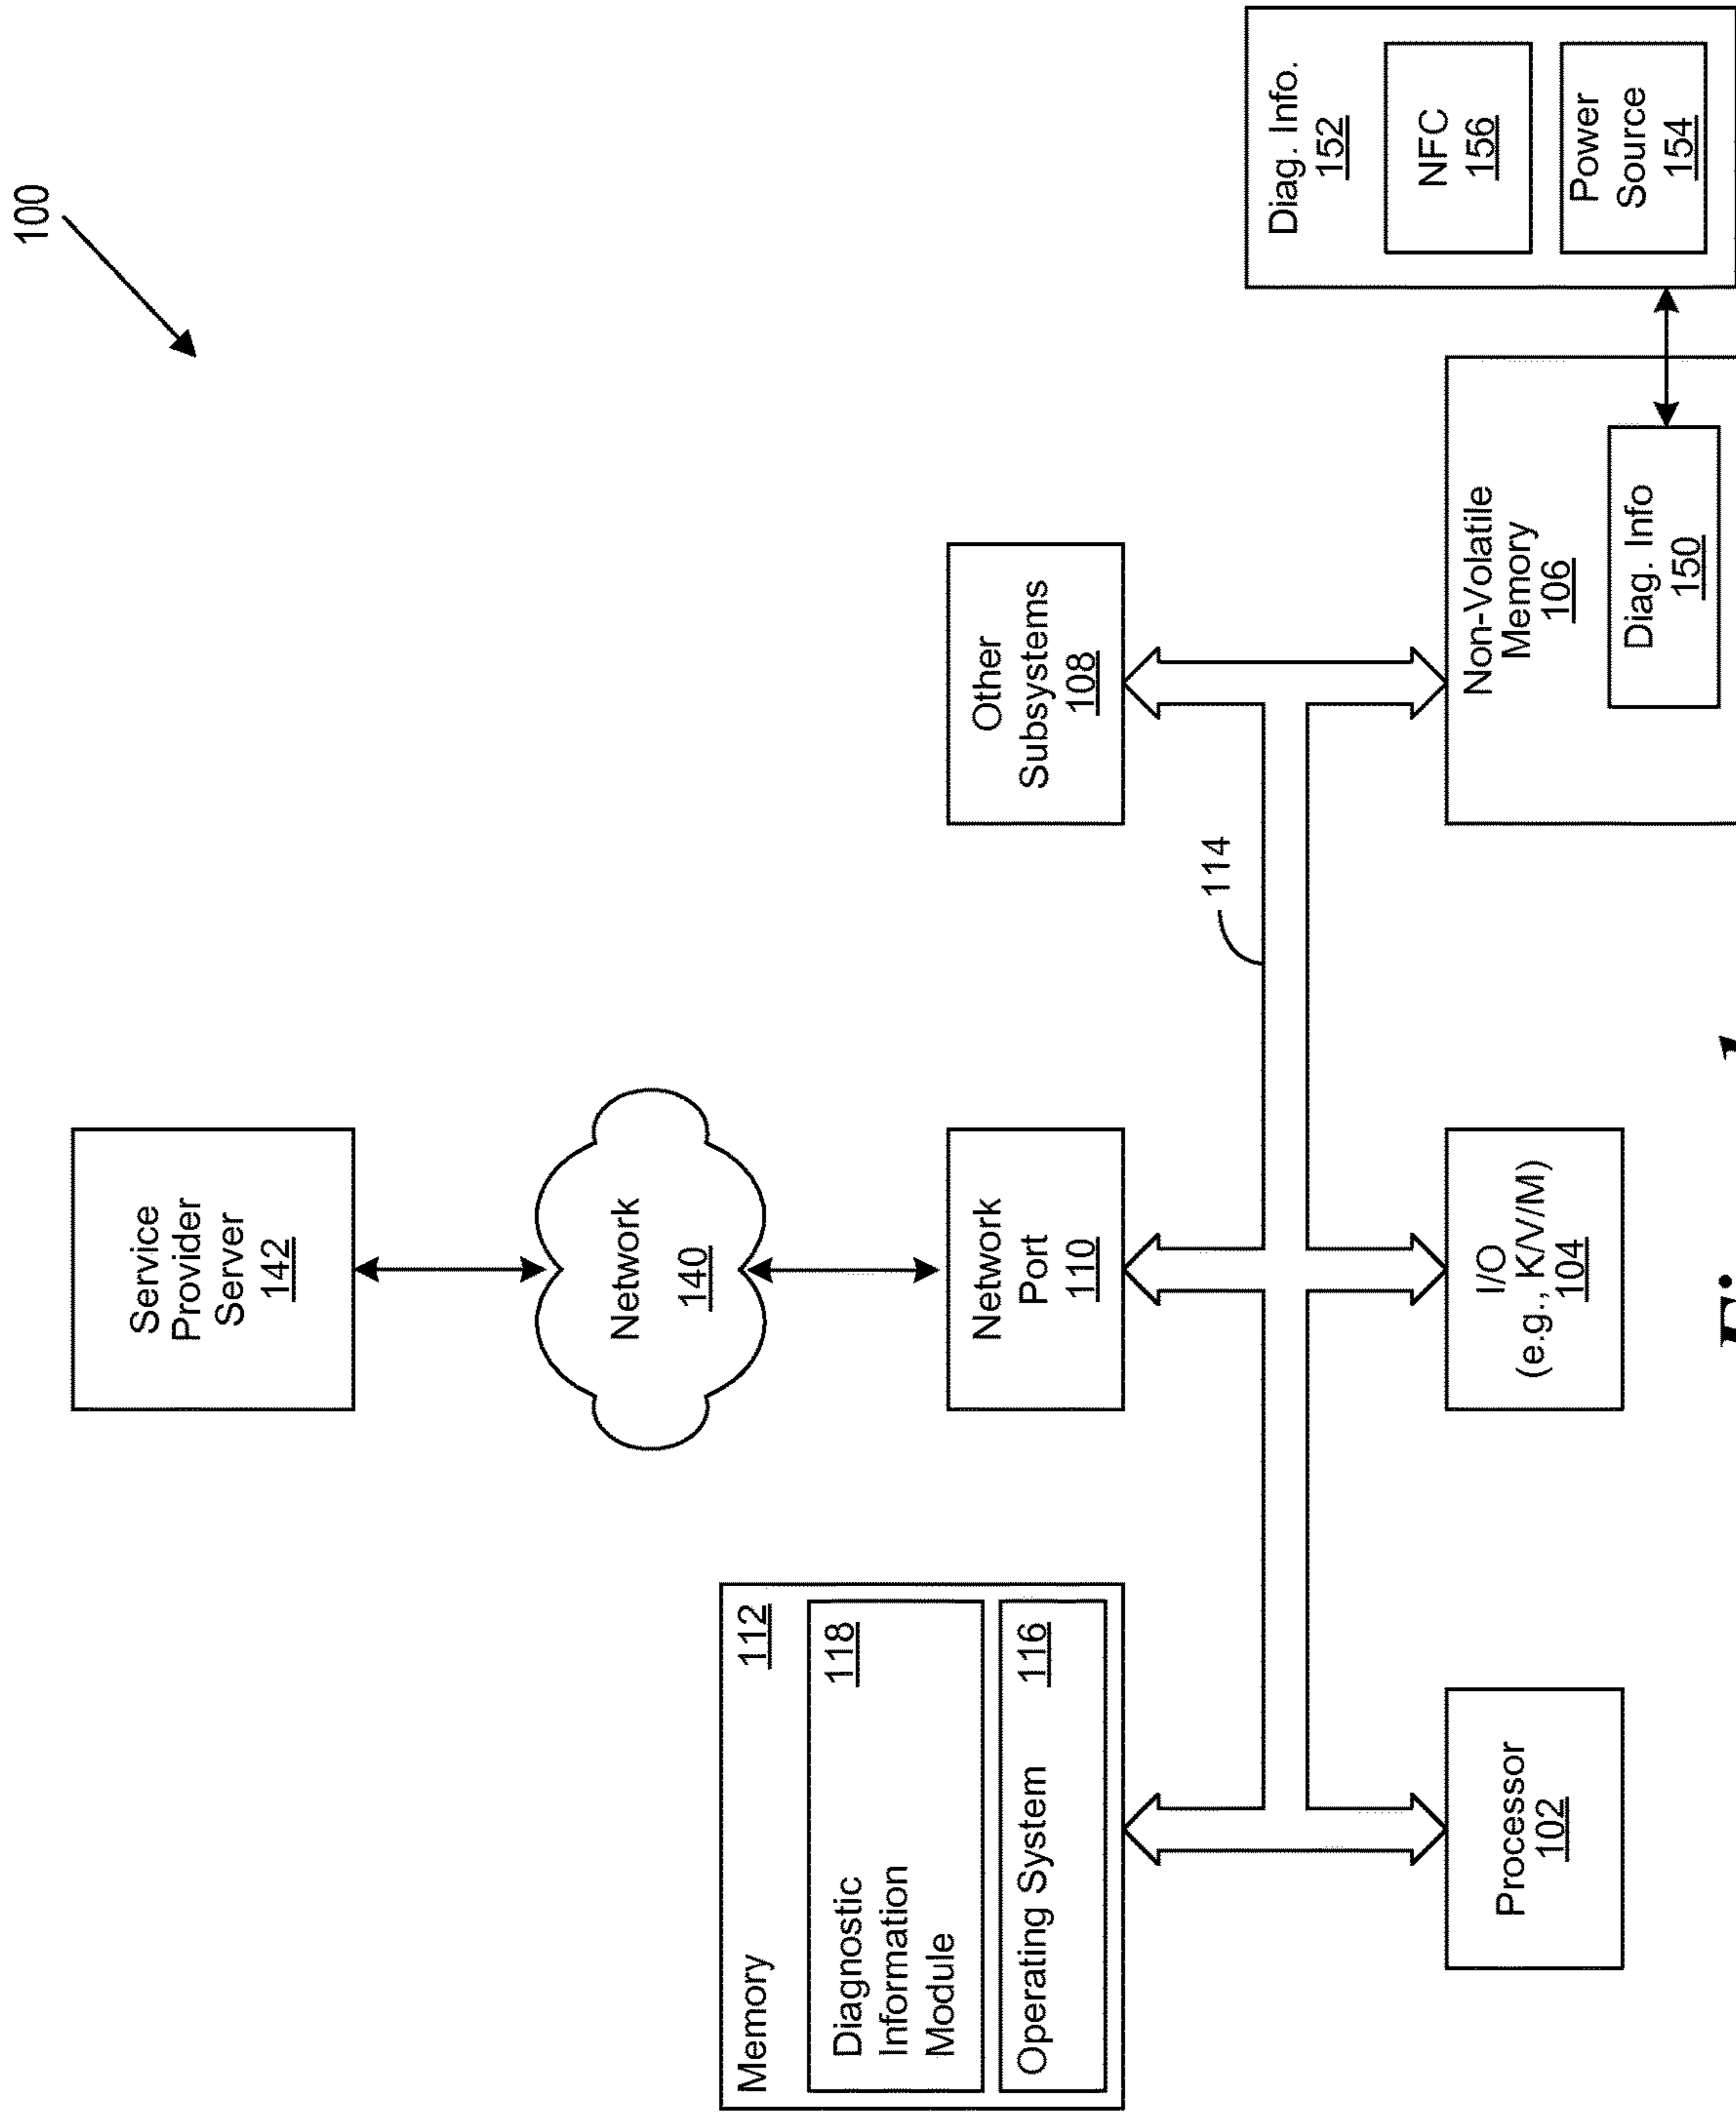 100
Service
Provider
Server
142
Network
140
Memory
112
Diagnostic
Information
Module
118
Operating System
116
Network
Port
110
Other
Subsystems
108
114
Processor
102
I/O
(e.g., K/V/M)
104
Non-Volatile
Memory
106
Diag. Info
150
Diag. Info.
152
NFC
156
Power
Source
154